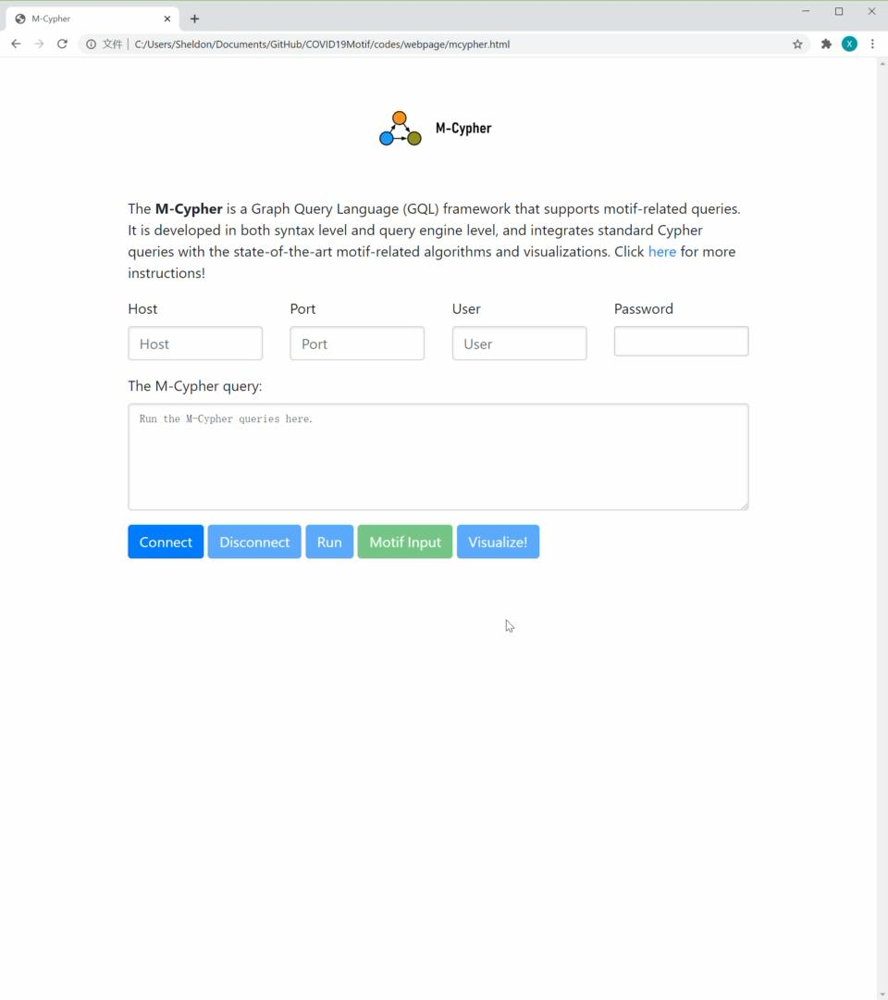 M-Cypher
文件 C:/Users/Sheldon/Documents/GitHub/COVID19Motif/codes/webpage/mcypher.html
X
M-Cypher
The M-Cypher is a Graph Query Language (GQL) framework that supports motif-related queries.
It is developed in both syntax level and query engine level, and integrates standard Cypher
queries with the state-of-the-art motif-related algorithms and visualizations. Click here for more
instructions!
Host Port User Password
Host Port User
The M-Cypher query:
Run the M-Cypher queries here.
Connect Disconnect Run Motif Input Visualize!